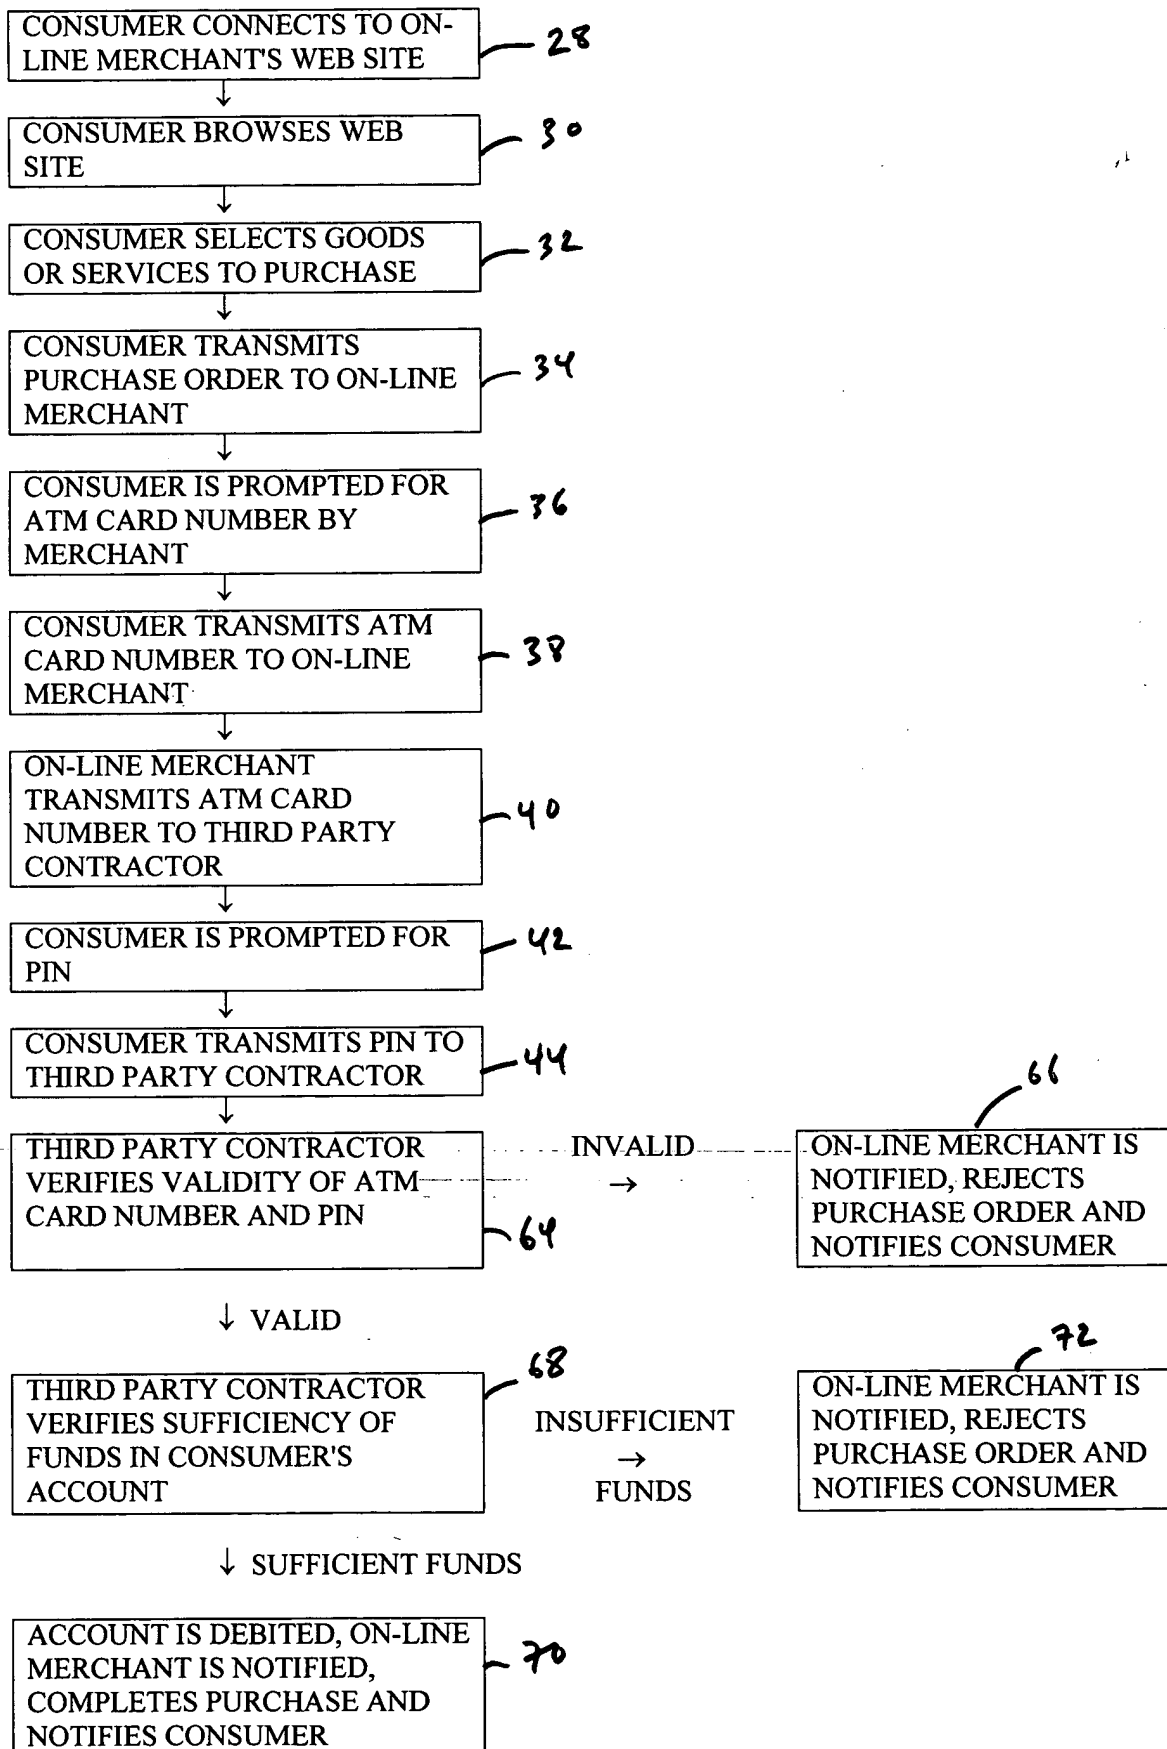 CONSUMER CONNECTS TO ON-
LINE MERCHANT'S WEB SITE
28
CONSUMER BROWSES WEB
SITE
30
CONSUMER SELECTS GOODS
OR SERVICES TO PURCHASE
32
CONSUMER TRANSMITS
PURCHASE ORDER TO ON-LINE
MERCHANT
34
CONSUMER IS PROMPTED FOR
ATM CARD NUMBER BY
MERCHANT
36
CONSUMER TRANSMITS ATM
CARD NUMBER TO ON-LINE
MERCHANT
38
ON-LINE MERCHANT
TRANSMITS ATM CARD
NUMBER TO THIRD PARTY
CONTRACTOR
40
CONSUMER IS PROMPTED FOR
PIN
42
CONSUMER TRANSMITS PIN TO
THIRD PARTY CONTRACTOR
44
THIRD PARTY CONTRACTOR
VERIFIES VALIDITY OF ATM
CARD NUMBER AND PIN
64
INVALID
→
66
ON-LINE MERCHANT IS
NOTIFIED, REJECTS
PURCHASE ORDER AND
NOTIFIES CONSUMER
↓ VALID
THIRD PARTY CONTRACTOR
VERIFIES SUFFICIENCY OF
FUNDS IN CONSUMER'S
ACCOUNT
68
INSUFFICIENT
→
FUNDS
72
ON-LINE MERCHANT IS
NOTIFIED, REJECTS
PURCHASE ORDER AND
NOTIFIES CONSUMER
↓ SUFFICIENT FUNDS
ACCOUNT IS DEBITED, ON-LINE
MERCHANT IS NOTIFIED,
COMPLETES PURCHASE AND
NOTIFIES CONSUMER
70